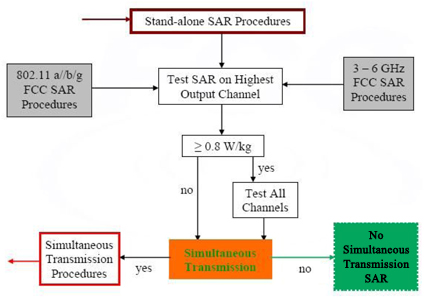 Stand-alone SAR Procedures
802.11 a//b/g
FCC SAR
Procedures
Test SAR on Highest
Output Channel
3 – 6 GHz
FCC SAR
Procedures
≥ 0.8 W/kg
yes
no
Test All
Channels
Simultaneous
Transmission
Procedures
yes
Simultaneous
Transmission
no
No
Simultaneous
Transmission
SAR